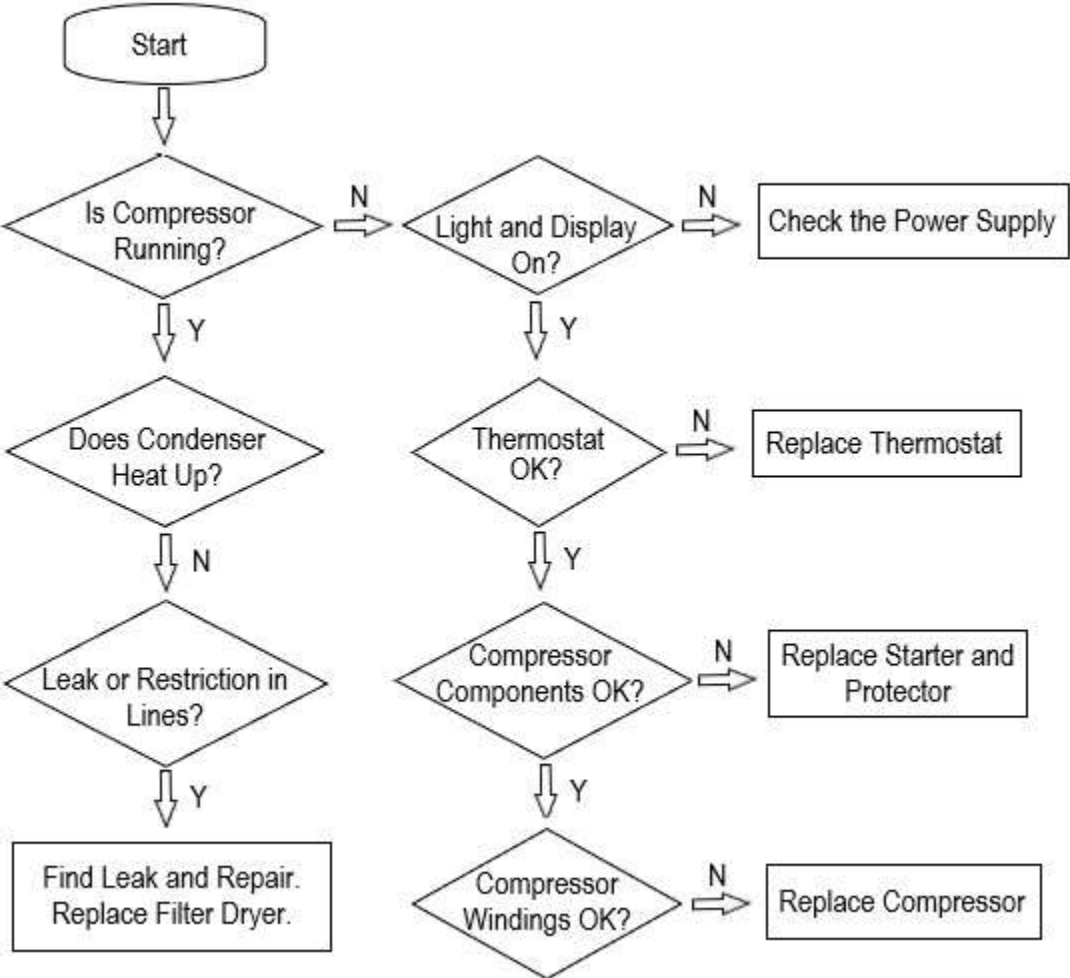 Start
Is Compressor
Running?
N
Light and Display
On?
N
Check the Power Supply
Y
Y
Does Condenser
Heat Up?
Thermostat
OK?
N
Replace Thermostat
N
Y
Leak or Restriction in
Lines?
Compressor
Components OK?
N
Replace Starter and
Protector
Y
Y
Find Leak and Repair.
Replace Filter Dryer.
Compressor
Windings OK?
N
Replace Compressor